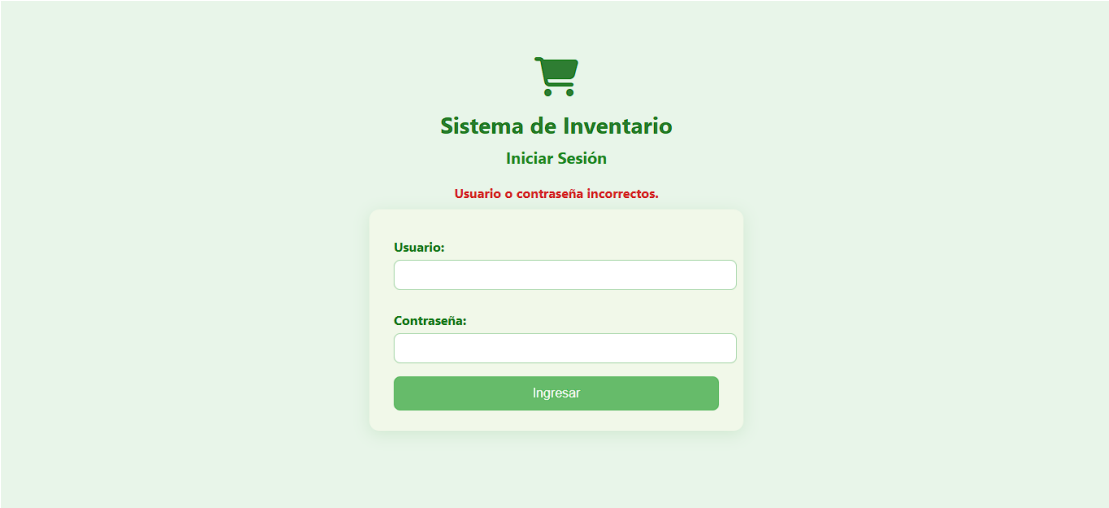 Sistema de Inventario
Iniciar Sesión
Usuario o contraseña incorrectos.
Usuario:
Contraseña:
Ingresar